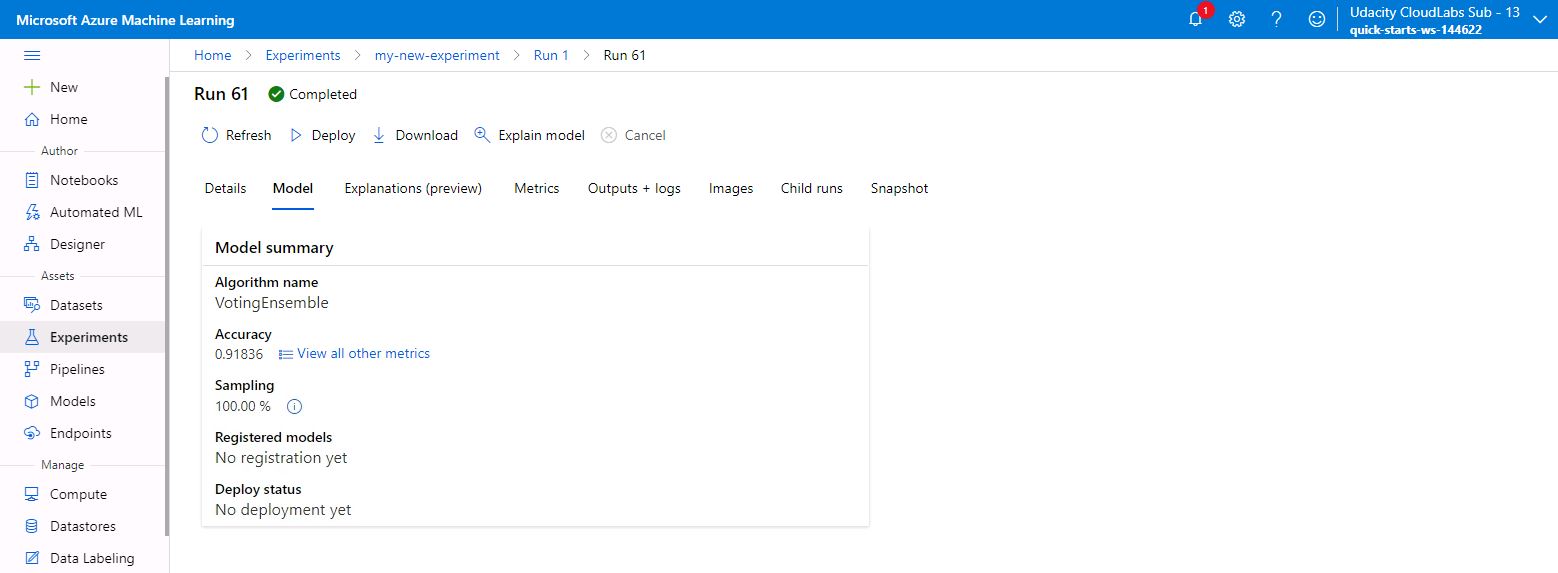 Microsoft Azure Machine Learning
1
Udacity CloudLabs Sub - 13
quick-starts-ws-144622
Home > Experiments > my-new-experiment > Run 1 > Run 61
New
Home
Author
Notebooks
Automated ML
Designer
Assets
Datasets
Experiments
Pipelines
Models
Endpoints
Manage
Compute
Datastores
Data Labeling
Run 61 Completed
Refresh Deploy Download Explain model Cancel
Details Model Explanations (preview) Metrics Outputs + logs Images Child runs Snapshot
Model summary
Algorithm name
VotingEnsemble
Accuracy
0.91836 View all other metrics
Sampling
100.00 %
Registered models
No registration yet
Deploy status
No deployment yet